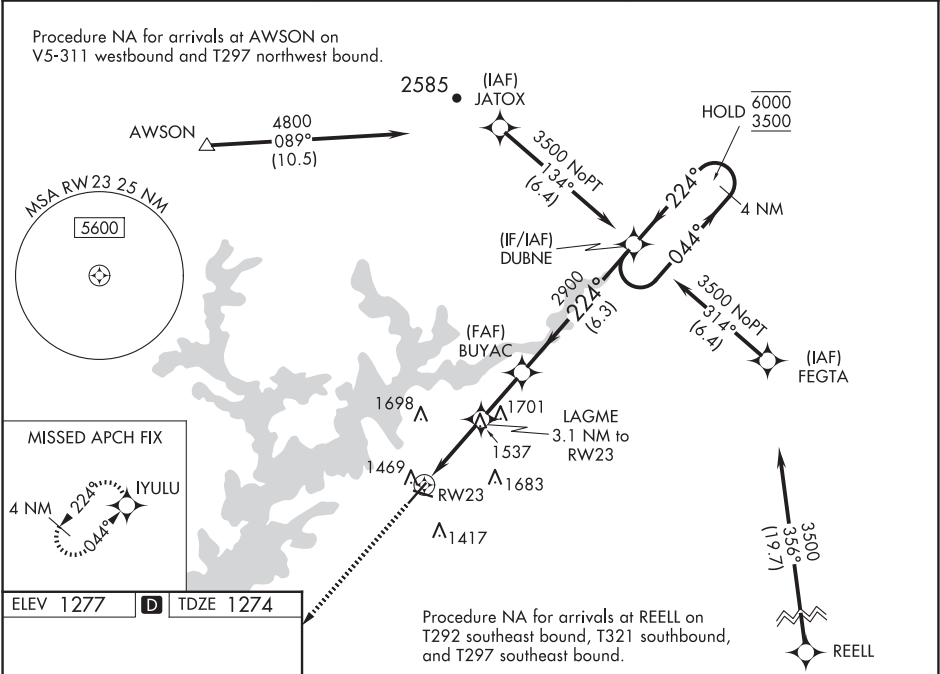 Procedure NA for arrivals at AWSON on
V5-311 westbound and T297 northwest bound.
2585
(IAF)
JATOX
HOLD
6000
3500
AWSON
4800
089°
(10.5)
3500 NoPT
134°
(6.4)
224°
4 NM
044°
MSA RW 23 25 NM
5600
(IF/IAF)
DUBNE
2900
224°
(6.3)
3500 NoPT
314°
(6.4)
(IAF)
FEGTA
(FAF)
BUYAC
1698
1701
LAGME
3.1 NM to
RW23
1537
1469
RW23
1683
1417
MISSED APCH FIX
IYULU
4 NM
224°
044°
3500
356°
(19.7)
ELEV 1277 D TDZE 1274
Procedure NA for arrivals at REELL on
T292 southeast bound, T321 southbound,
and T297 southeast bound.
REELL